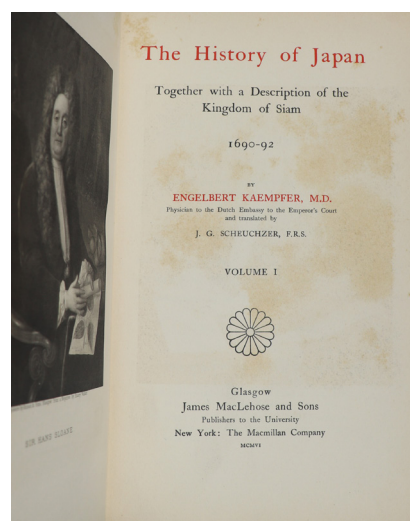 The History of Japan
Together with a Description of the
Kingdom of Siam
1690-92
BY
ENGELBERT KAEMPFER, M.D.
Physician to the Dutch Embassy to the Emperor's Court
and translated by
J. G. SCHEUCHZER, F.R.S.
VOLUME I
Glasgow
James MacLehose and Sons
Publishers to the University
New York: The Macmillan Company
MCMVI
SIR HANS SLOANE